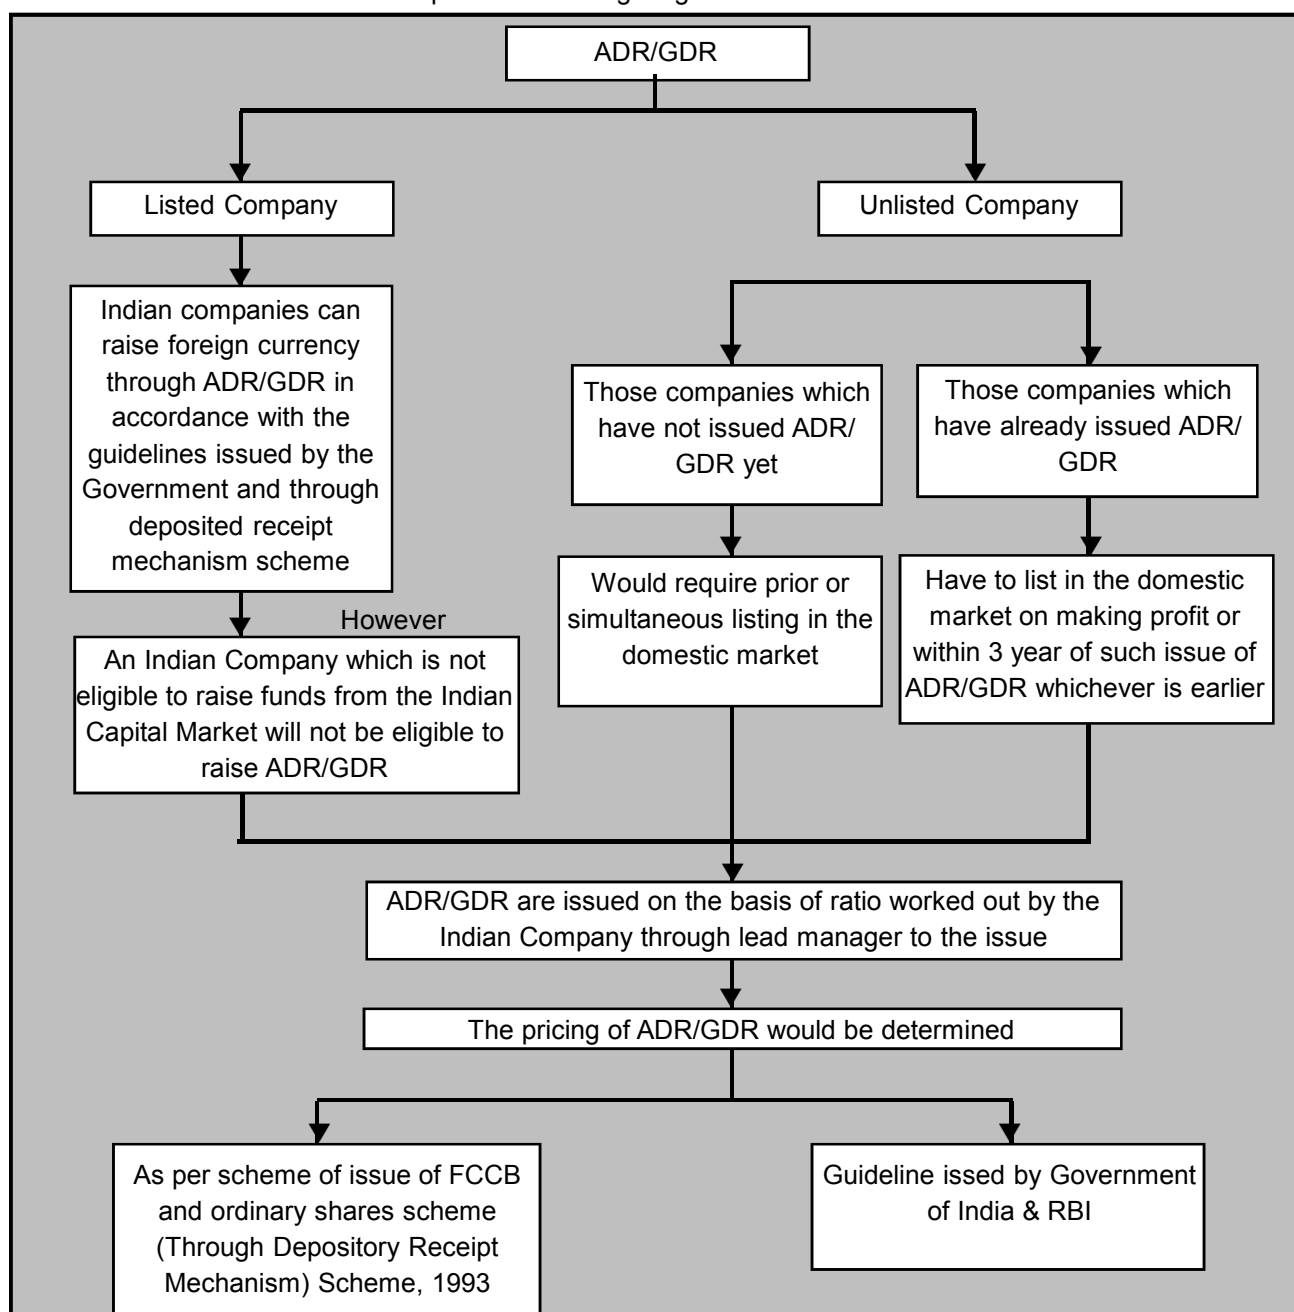 ADR/GDR
Listed Company
Unlisted Company
Indian companies can
raise foreign currency
through ADR/GDR in
accordance with the
guidelines issued by the
Government and through
deposited receipt
mechanism scheme
Those companies which
have not issued ADR/
GDR yet
Those companies which
have already issued ADR/
GDR
Would require prior or
simultaneous listing in the
domestic market
Have to list in the domestic
market on making profit or
within 3 year of such issue of
ADR/GDR whichever is earlier
However
An Indian Company which is not
eligible to raise funds from the Indian
Capital Market will not be eligible to
raise ADR/GDR
ADR/GDR are issued on the basis of ratio worked out by the
Indian Company through lead manager to the issue
The pricing of ADR/GDR would be determined
As per scheme of issue of FCCB
and ordinary shares scheme
(Through Depository Receipt
Mechanism) Scheme, 1993
Guideline issed by Government
of India & RBI